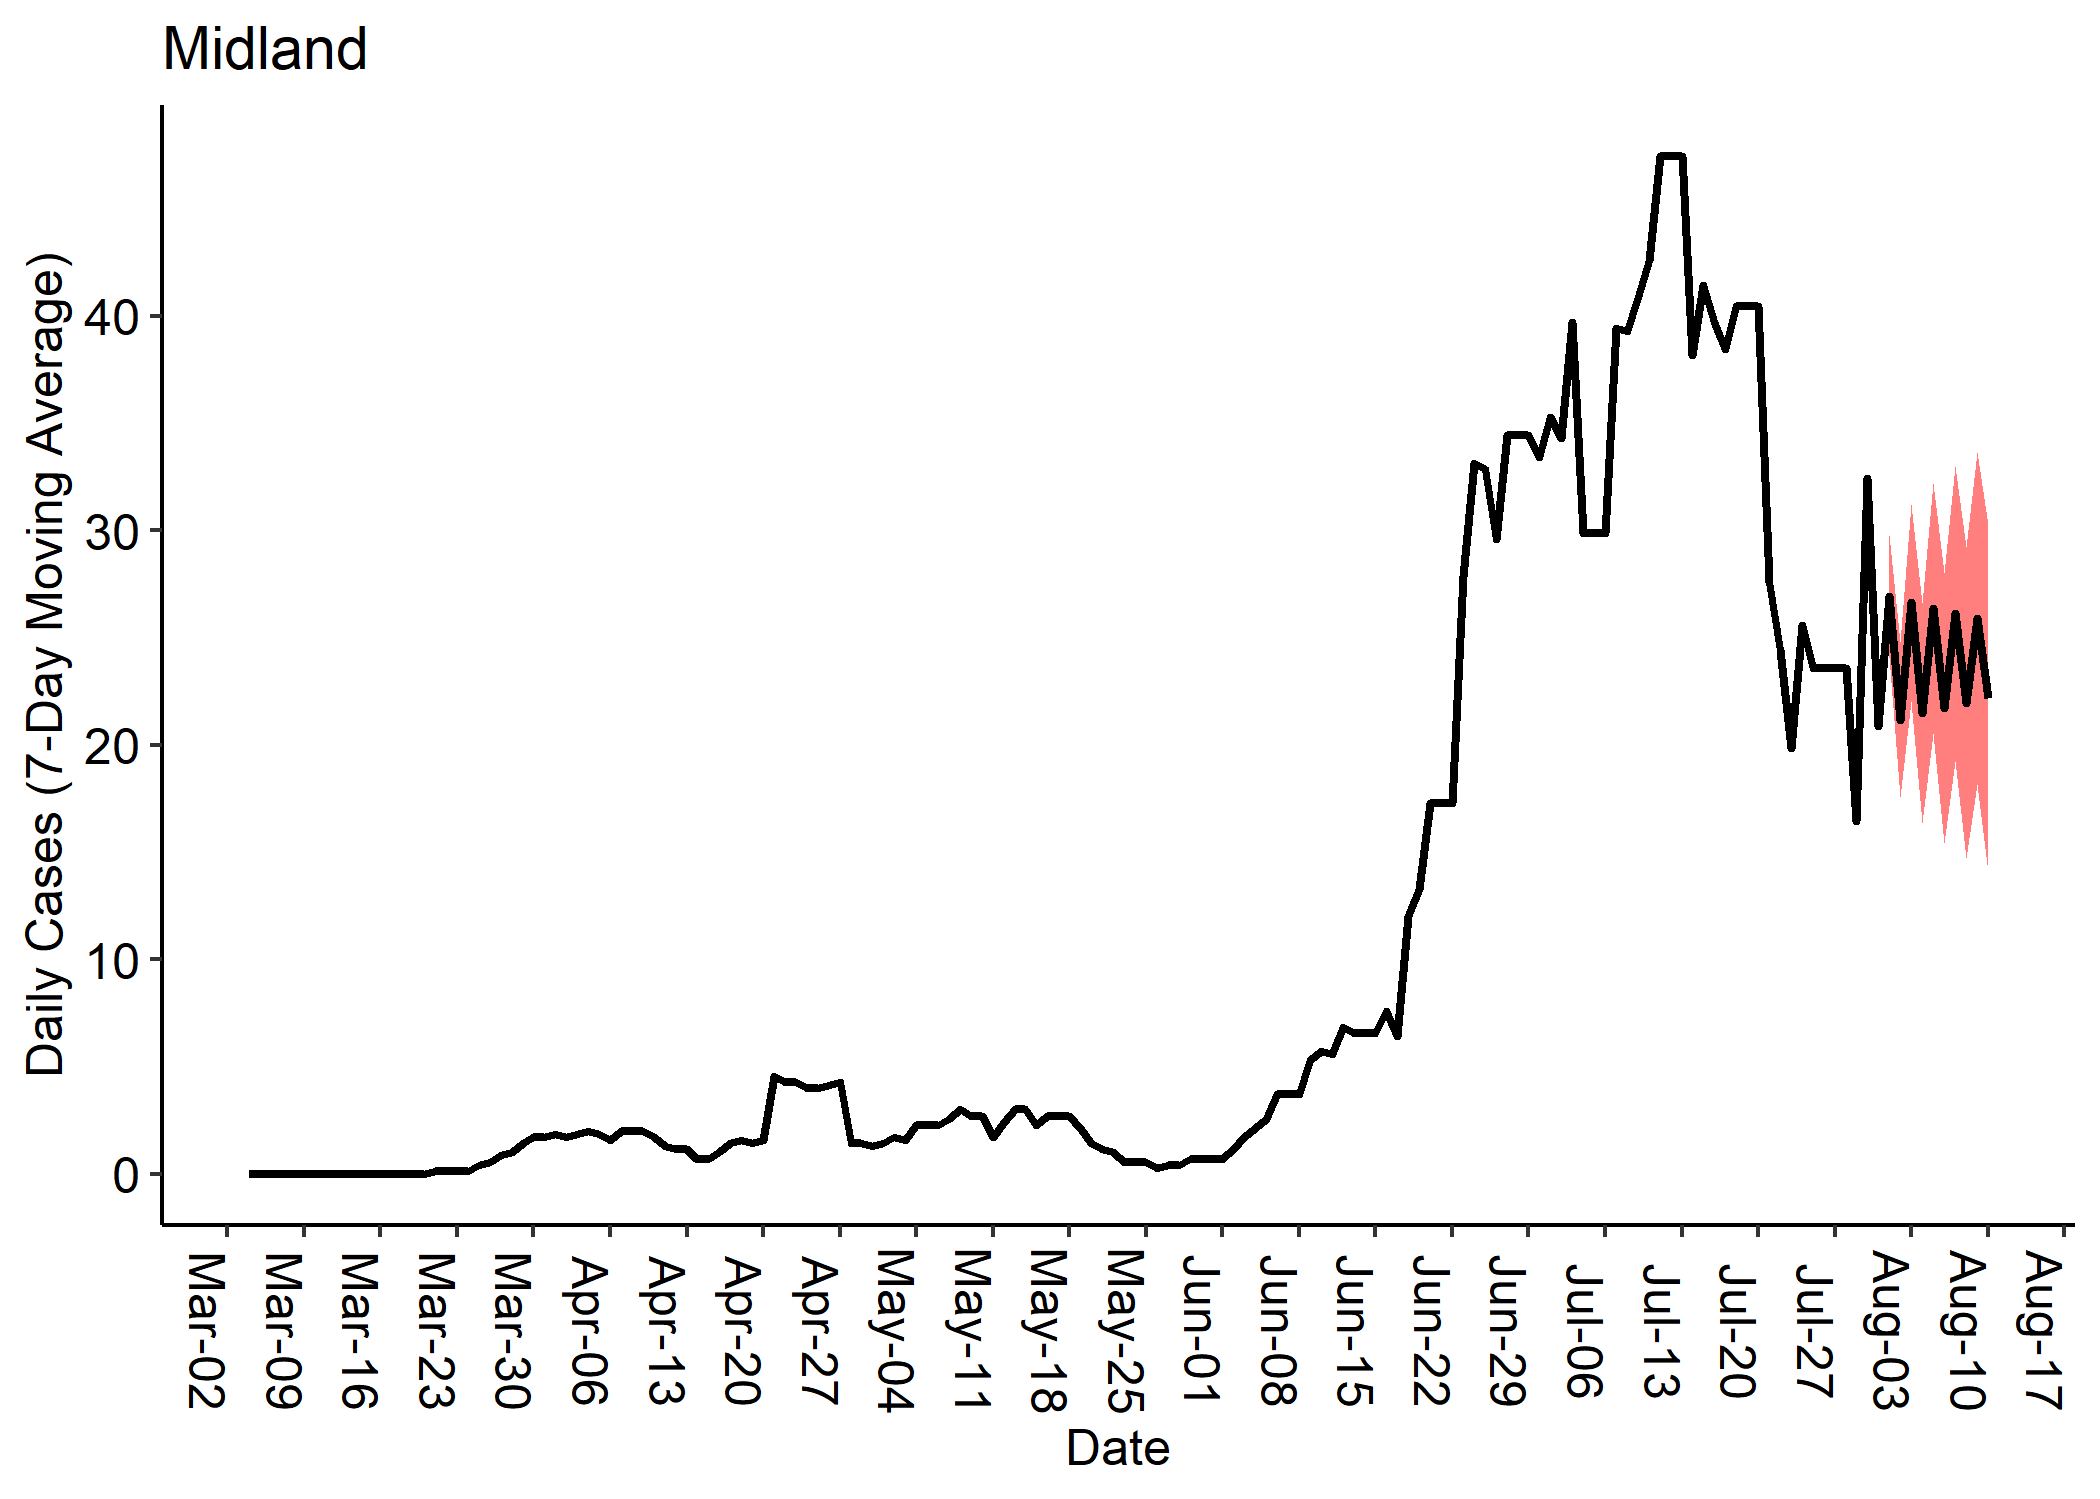 Midland
Daily Cases (7-Day Moving Average)
40
30
20
10
0
Mar-02
Mar-09
Mar-16
Mar-23
Mar-30
Apr-06
Apr-13
Apr-20
Apr-27
May-04
May-11
May-18
May-25
Jun-01
Jun-08
Jun-15
Jun-22
Jun-29
Jul-06
Jul-13
Jul-20
Jul-27
Aug-03
Aug-10
Aug-17
Date